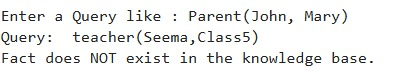 Enter a Query like : Parent(John, Mary)
Query:  teacher(Seema,Class5)
Fact does NOT exist in the knowledge base.